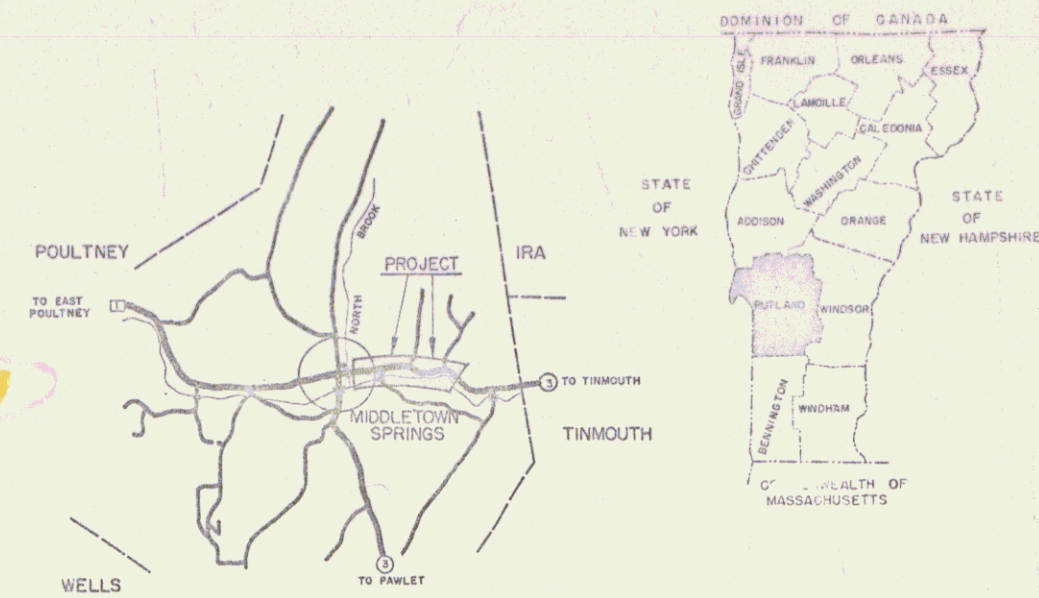 DOMINION OF CANADA
GRAND ISLE
FRANKLIN
ORLEANS
ESSEX
LAMOILLE
CALEDONIA
CHITTENDEN
WASHINGTON
STATE
OF
NEW YORK
ADDISON
ORANGE
STATE
OF
NEW HAMPSHIRE
RUTLAND
WINDSOR
BENNINGTON
WINDHAM
WEALTH OF
MASSACHUSETTS
POULTNEY
TO EAST
POULTNEY
1
NORTH
BROOK
PROJECT
IRA
3
TO TINMOUTH
MIDDLETOWN
SPRINGS
TINMOUTH
3
TO PAWLET
WELLS